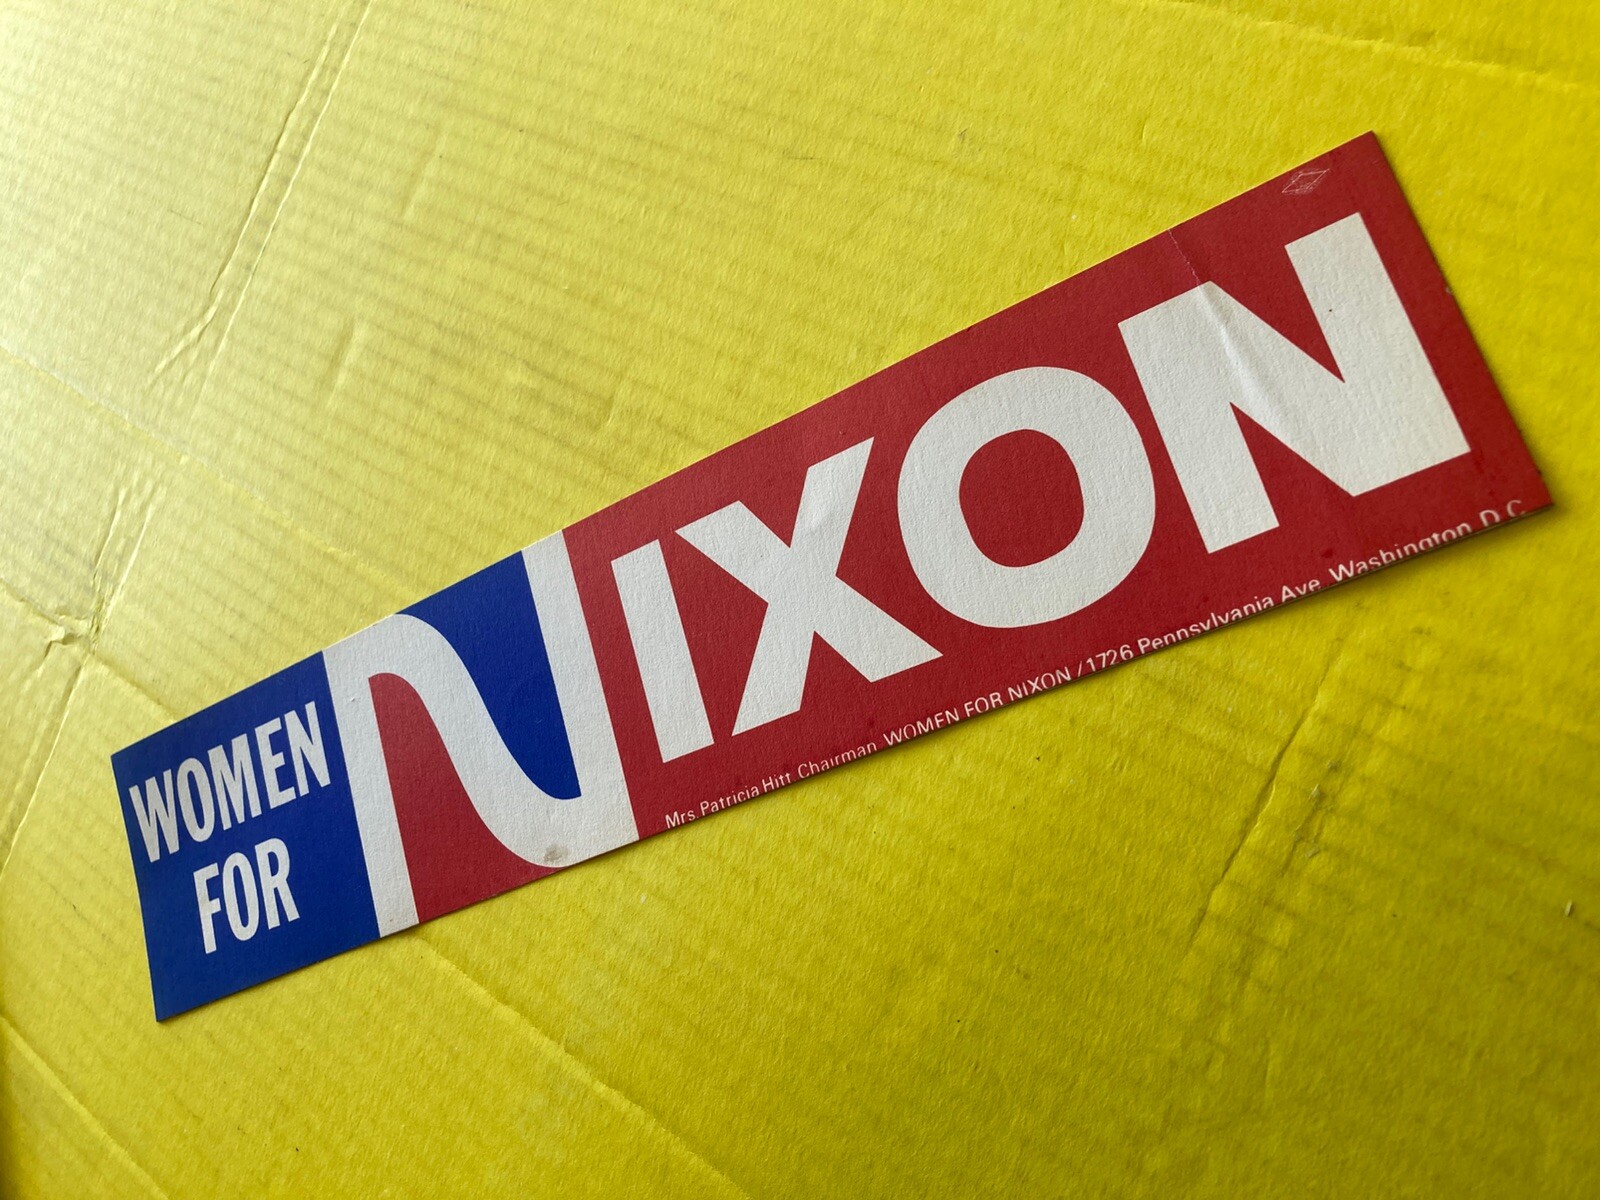 WOMEN
FOR
NIXON
Mrs. Patricia Hitt, Chairman, WOMEN FOR NIXON / 1726 Pennsylvania Ave. Washington, D.C.